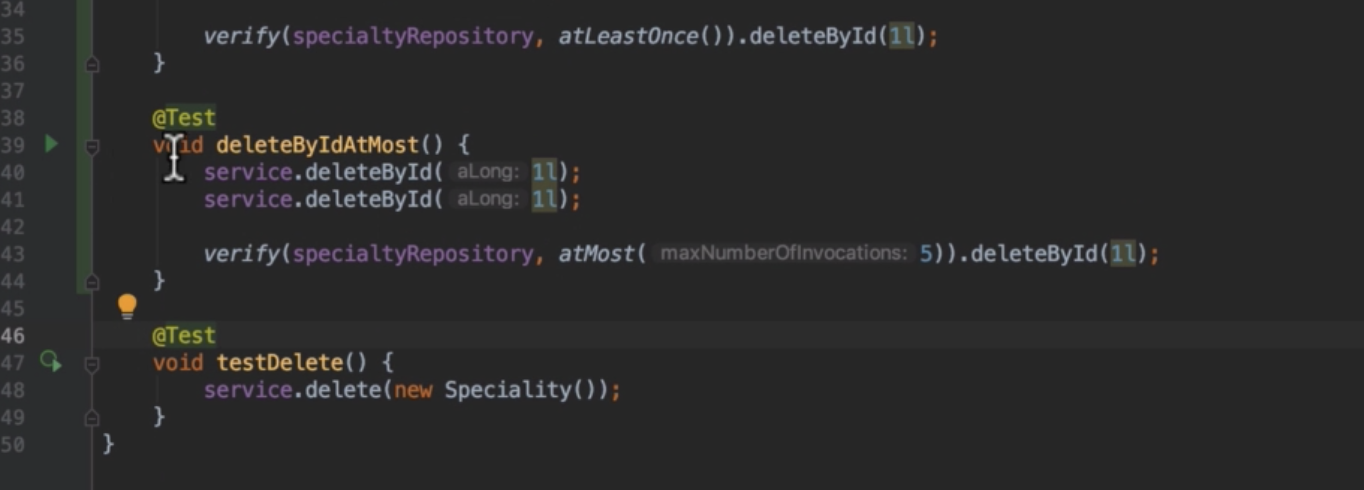 34
35 verify(specialtyRepository, atLeastOnce()).deleteById(1l);
36 }
37
38 @Test
39 void deleteByIdAtMost() {
40 service.deleteById( aLong: 1l);
41 service.deleteById( aLong: 1l);
42
43 verify(specialtyRepository, atMost( maxNumberOfInvocations: 5)).deleteById(1l);
44 }
45
46 @Test
47 void testDelete() {
48 service.delete(new Speciality());
49 }
50 }